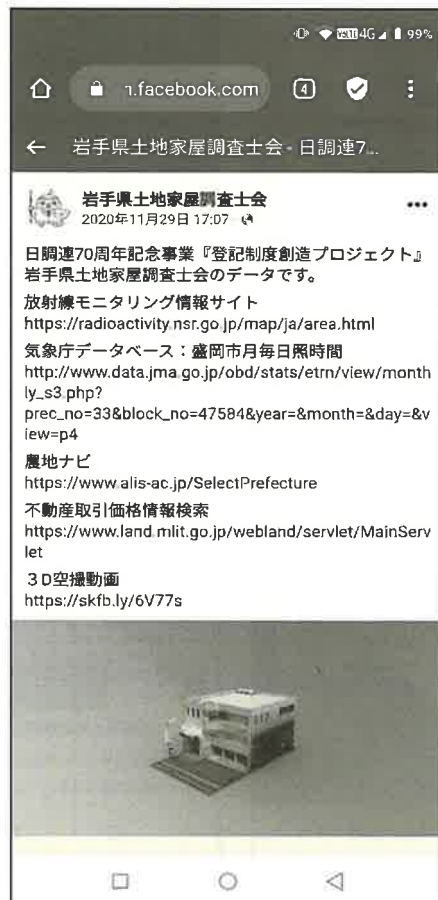 4G 99%
n.facebook.com 4
岩手県土地家屋調査士会 - 日調連7...
岩手県土地家屋調査士会
2020年11月29日 17:07
日調連70周年記念事業『登記制度創造プロジェクト』
岩手県土地家屋調査士会のデータです。
放射線モニタリング情報サイト
https://radioactivity.nsr.go.jp/map/ja/area.html
気象庁データベース：盛岡市月毎日照時間
http://www.data.jma.go.jp/obd/stats/etrn/view/month
ly_s3.php?
prec_no=33&block_no=47584&year=&month=&day=&v
iew=p4
農地ナビ
https://www.alis-ac.jp/SelectPrefecture
不動産取引価格情報検索
https://www.land.mlit.go.jp/webland/servlet/MainServ
let
３D空撮動画
https://skfb.ly/6V77s